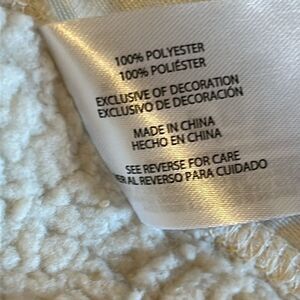 100% POLYESTER
100% POLIÉSTER
EXCLUSIVE OF DECORATION
EXCLUSIVO DE DECORACIÓN
MADE IN CHINA
HECHO EN CHINA
SEE REVERSE FOR CARE
ER AL REVERSO PARA CUIDADO